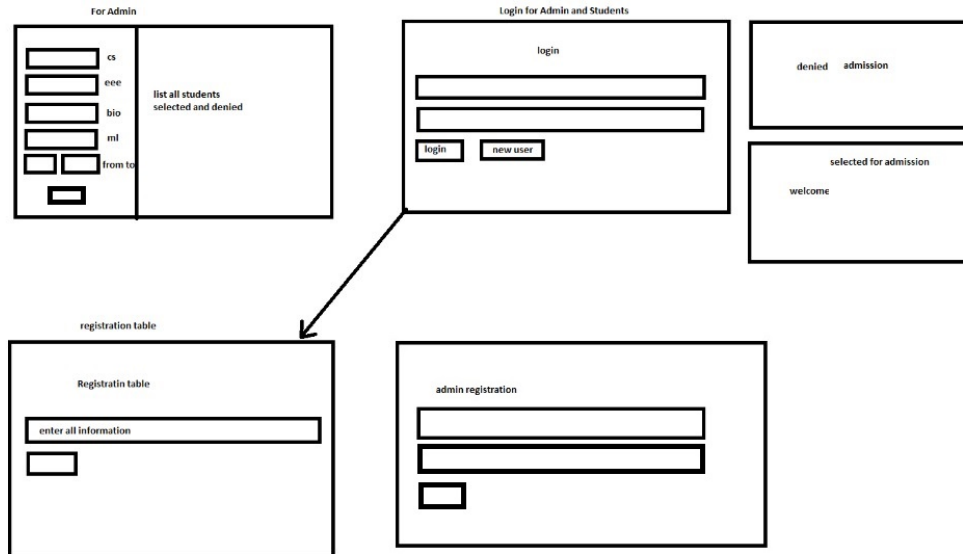 For Admin
cs
eee
bio
ml
from to
list all students
selected and denied
Login for Admin and Students
login
login
new user
denied admission
selected for admission
welcome
registration table
Registratin table
enter all information
admin registration